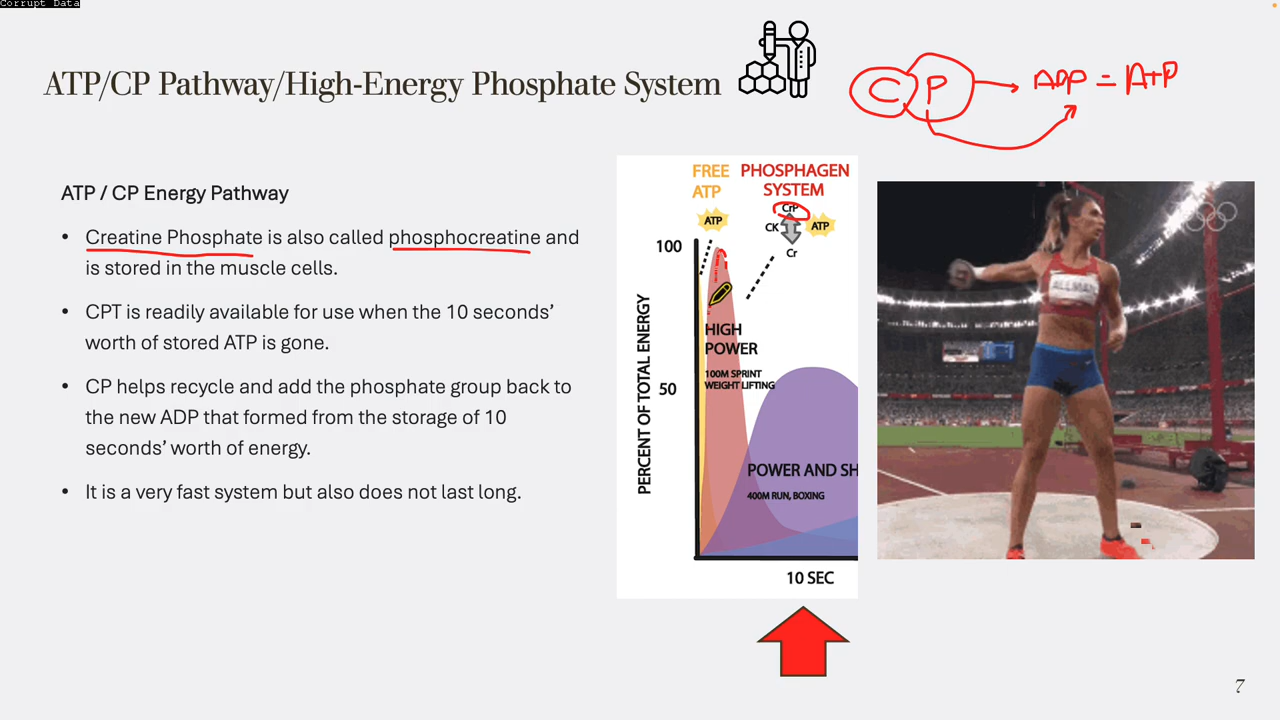 Corrupt Data
ATP/CP Pathway/High-Energy Phosphate System
C P → ADP = ATP
ATP / CP Energy Pathway
• Creatine Phosphate is also called phosphocreatine and
is stored in the muscle cells.
• CPT is readily available for use when the 10 seconds’
worth of stored ATP is gone.
• CP helps recycle and add the phosphate group back to
the new ADP that formed from the storage of 10
seconds’ worth of energy.
• It is a very fast system but also does not last long.
FREE
ATP
PHOSPHAGEN
SYSTEM
ATP
CrP
CK
ATP
Cr
100
50
PERCENT OF TOTAL ENERGY
HIGH
POWER
100M SPRINT
WEIGHT LIFTING
POWER AND SH
400M RUN, BOXING
10 SEC
ALLMAN
7